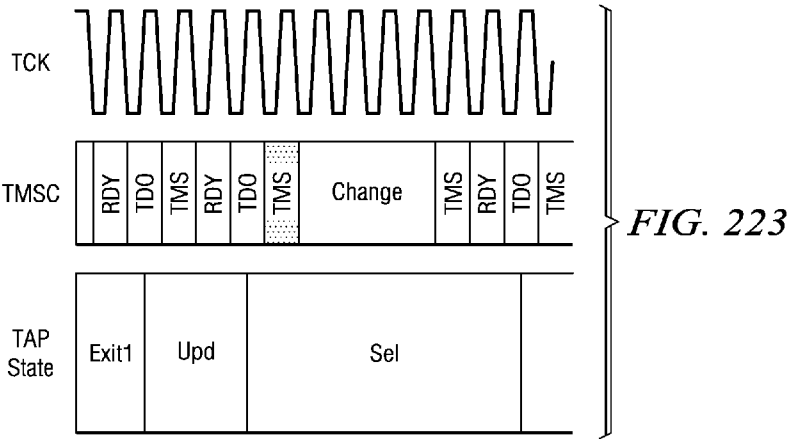 TCK
TMSC
RDY
TDO
TMS
RDY
TDO
TMS
Change
TMS
RDY
TDO
TMS
TAP
State
Exit1
Upd
Sel
FIG. 223